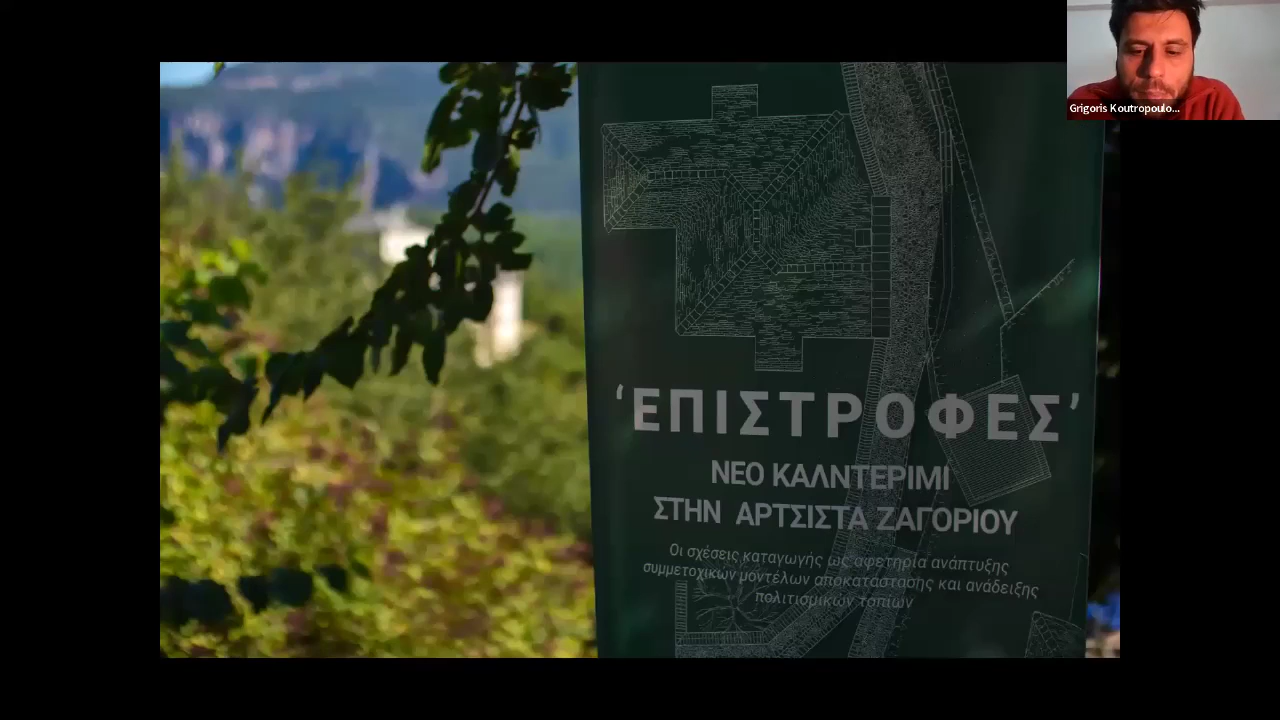 Grigoris Koutropoulo...
‘ΕΠΙΣΤΡΟΦΕΣ’
ΝΕΟ ΚΑΛΝΤΕΡΙΜΙ
ΣΤΗΝ ΑΡΤΣΙΣΤΑ ΖΑΓΟΡΙΟΥ
Οι σχέσεις καταγωγής ως αφετηρία ανάπτυξης
συμμετοχικών μοντέλων αποκατάστασης και ανάδειξης
πολιτισμικών τοπίων